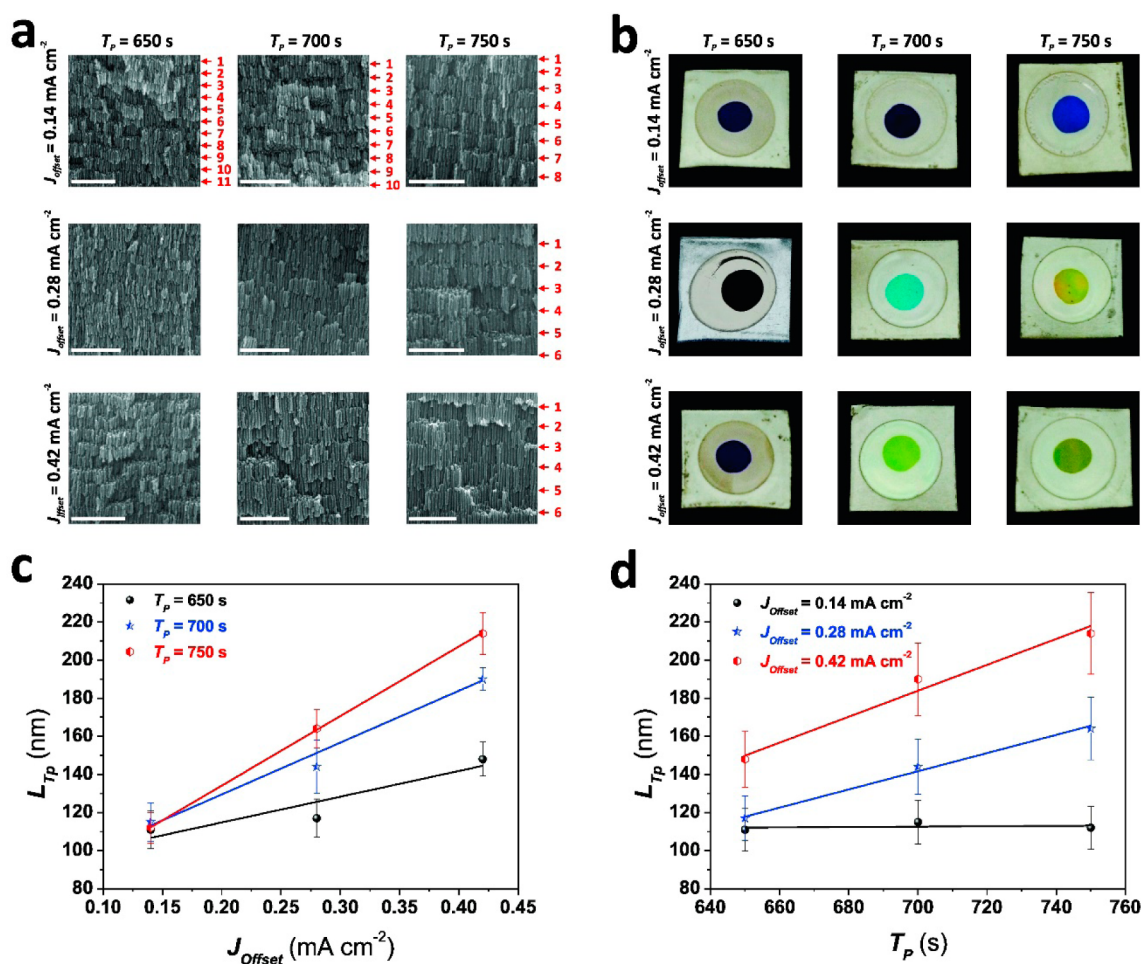 a
T_P = 650 s T_P = 700 s T_P = 750 s
J_offset = 0.14 mA cm-2
1
2
3
4
5
6
7
8
9
10
11
1
2
3
4
5
6
7
8
9
10
1
2
3
4
5
6
7
8
J_offset = 0.28 mA cm-2
1
2
3
4
5
6
J_offset = 0.42 mA cm-2
1
2
3
4
5
6
b
T_P = 650 s T_P = 700 s T_P = 750 s
J_offset = 0.14 mA cm-2
J_offset = 0.28 mA cm-2
J_offset = 0.42 mA cm-2
c
T_P = 650 s
T_P = 700 s
T_P = 750 s
L_Tp (nm)
240
220
200
180
160
140
120
100
80
0.10 0.15 0.20 0.25 0.30 0.35 0.40 0.45
J_Offset (mA cm-2)
d
J_Offset = 0.14 mA cm-2
J_Offset = 0.28 mA cm-2
J_Offset = 0.42 mA cm-2
L_Tp (nm)
240
220
200
180
160
140
120
100
80
640 660 680 700 720 740 760
T_P (s)